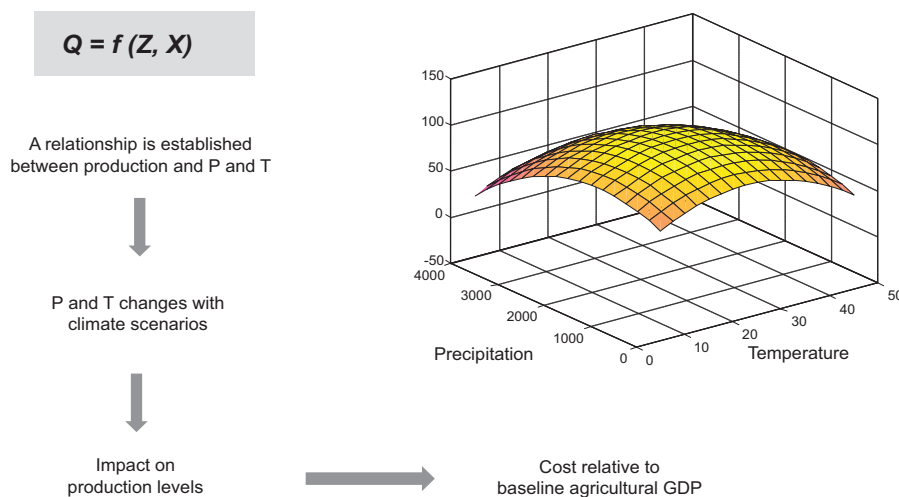 Q = f (Z, X)
A relationship is established
between production and P and T
P and T changes with
climate scenarios
Impact on
production levels
Cost relative to
baseline agricultural GDP
150
100
50
0
-50
4000
3000
2000
1000
0
0
10
20
30
40
50
Precipitation
Temperature